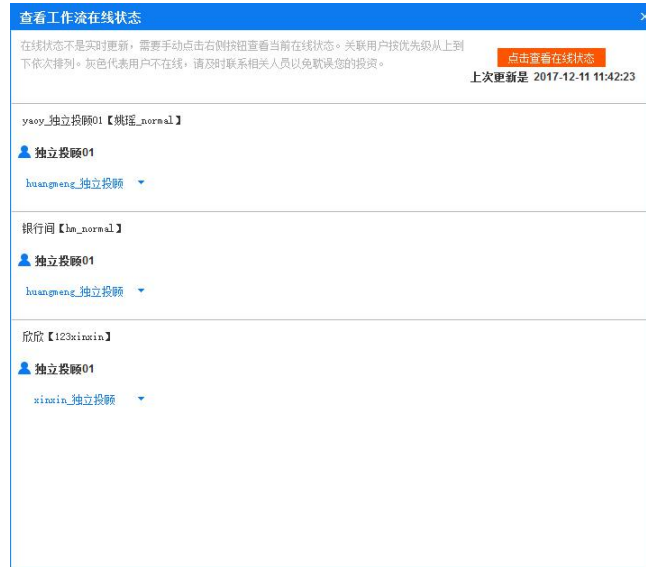 查看工作流在线状态
在线状态不是实时更新，需要手动点击右侧按钮查看当前在线状态。关联用户按优先级从上到
下依次排列。灰色代表用户不在线，请及时联系相关人员以免耽误您的投资。
点击查看在线状态
上次更新是 2017-12-11 11:42:23
yaoy_独立投顾01【姚瑶_normal】
独立投顾01
huangmeng_独立投顾
银行间【hm_normal】
独立投顾01
huangmeng_独立投顾
欣欣【123xinxin】
独立投顾01
xinxin_独立投顾